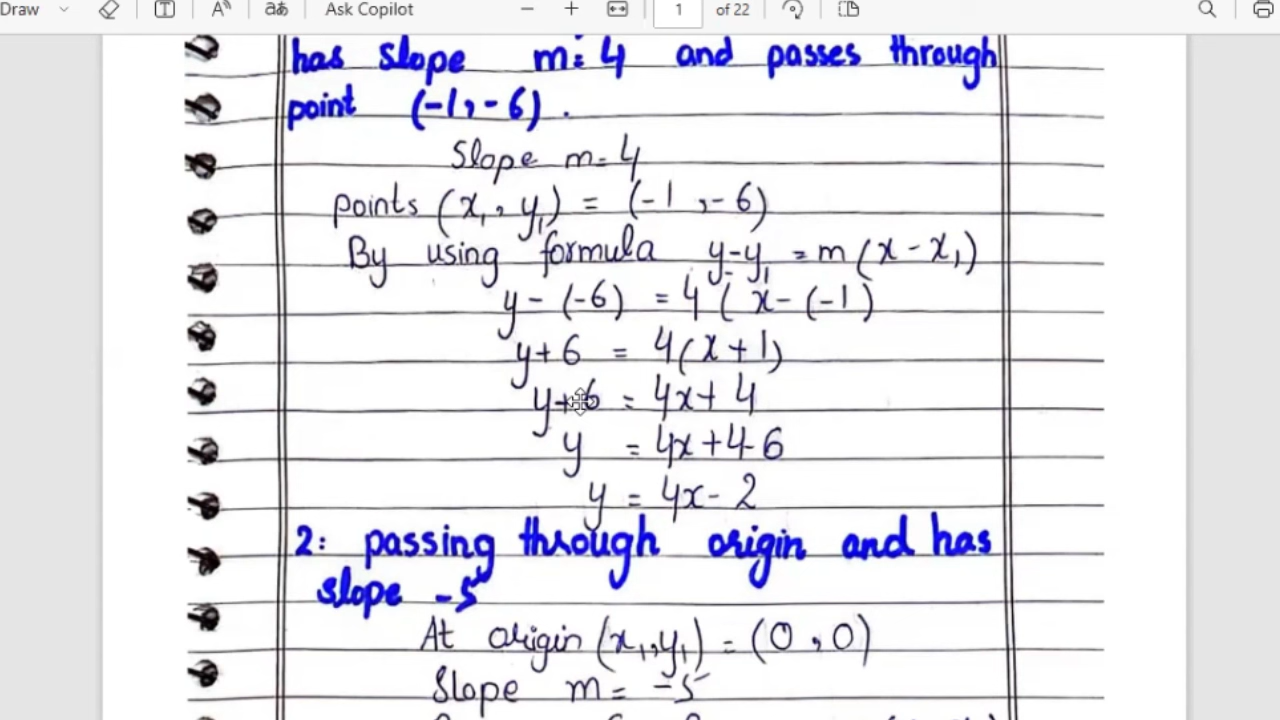 Draw aあ Ask Copilot 1 of 22
has slope m= 4 and passes through
point (-1, -6) .
Slope m= 4
points (x₁, y₁) = (-1, -6)
By using formula y-y₁ = m(x-x₁)
y-(-6) = 4(x-(-1)
y+6 = 4(x+1)
y+6 = 4x+4
y = 4x+4-6
y = 4x-2
2: passing through origin and has
slope -5
At origin (x₁, y₁) = (0, 0)
Slope m= -5